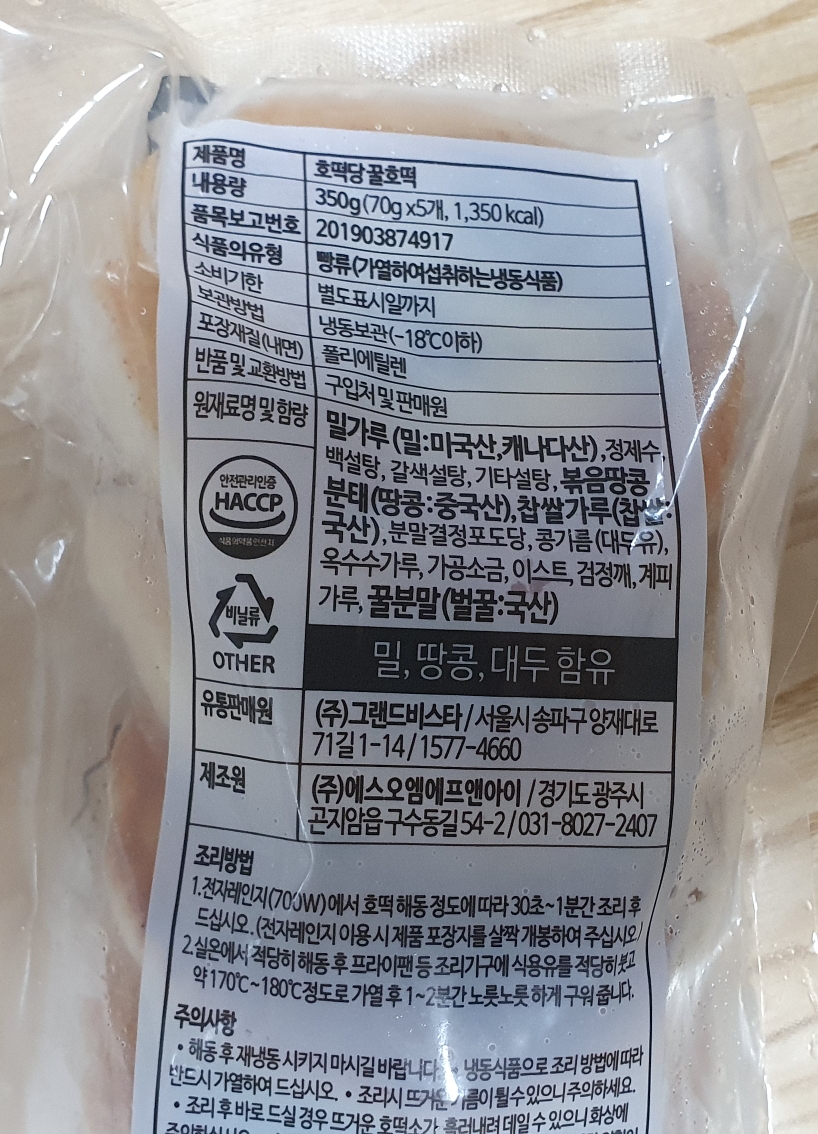 제품명 호떡당 꿀호떡
내용량 350g(70g x5개, 1,350 kcal)
품목보고번호 201903874917
식품의유형 빵류(가열하여섭취하는냉동식품)
소비기한 별도표시일까지
보관방법 냉동보관(-18℃이하)
포장재질(내면) 폴리에틸렌
반품 및 교환방법 구입처 및 판매원
원재료명 및 함량 밀가루 (밀:미국산,캐나다산),정제수,
백설탕, 갈색설탕, 기타설탕, 볶음땅콩
분태(땅콩:중국산),찹쌀가루(찹쌀:
국산),분말결정포도당, 콩기름(대두유),
옥수수가루, 가공소금, 이스트, 검정깨, 계피
가루, 꿀분말(벌꿀:국산)
안전관리인증
HACCP
식품의약품안전처
비닐류
OTHER
밀, 땅콩, 대두 함유
유통판매원 (주)그랜드비스타 / 서울시 송파구 양재대로
71길 1-14 / 1577-4660
제조원 (주)에스오엠에프앤아이 / 경기도 광주시
곤지암읍 구수동길 54-2 / 031-8027-2407
조리방법
1.전자레인지(700W)에서 호떡 해동 정도에 따라 30초~1분간 조리 후
드십시오. (전자레인지 이용 시 제품 포장지를 살짝 개봉하여 주십시오.)
2.실온에서 적당히 해동 후 프라이팬 등 조리기구에 식용유를 적당히 붓고
약 170℃~180℃정도로 가열 후 1~2분간 노릇노릇 하게 구워 줍니다.
주의사항
• 해동 후 재냉동 시키지 마시길 바랍니다. • 냉동식품으로 조리 방법에 따라
반드시 가열하여 드십시오. • 조리시 뜨거운 기름이 튈 수 있으니 주의하세요.
• 조리 후 바로 드실 경우 뜨거운 호떡소가 흘러내려 데일 수 있으니 화상에